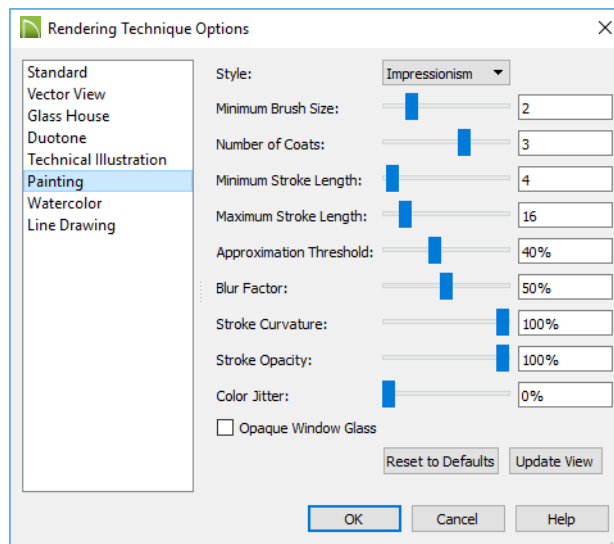 Rendering Technique Options
Standard
Vector View
Glass House
Duotone
Technical Illustration
Painting
Watercolor
Line Drawing
Style: Impressionism
Minimum Brush Size: 2
Number of Coats: 3
Minimum Stroke Length: 4
Maximum Stroke Length: 16
Approximation Threshold: 40%
Blur Factor: 50%
Stroke Curvature: 100%
Stroke Opacity: 100%
Color Jitter: 0%
Opaque Window Glass
Reset to Defaults Update View
OK Cancel Help